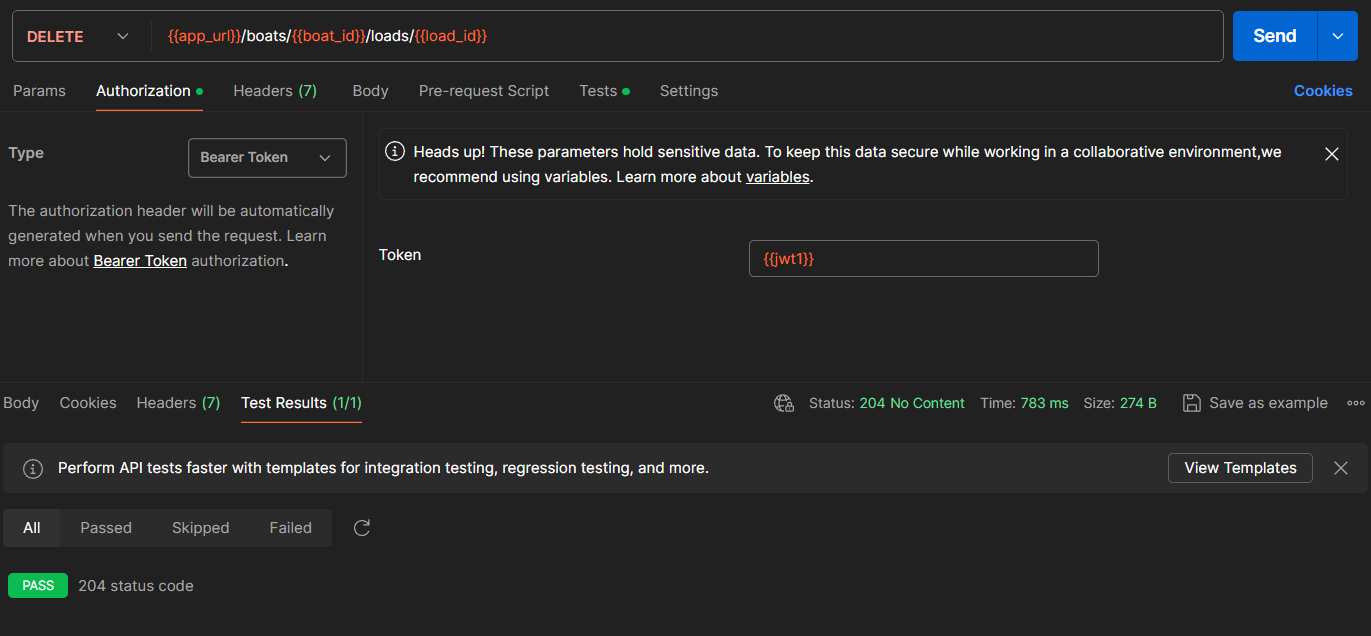 DELETE {{app_url}}/boats/{{boat_id}}/loads/{{load_id}} Send
Params Authorization Headers (7) Body Pre-request Script Tests Settings Cookies
Type Bearer Token
The authorization header will be automatically
generated when you send the request. Learn
more about Bearer Token authorization.
Heads up! These parameters hold sensitive data. To keep this data secure while working in a collaborative environment,we
recommend using variables. Learn more about variables.
Token {{jwt1}}
Body Cookies Headers (7) Test Results (1/1) Status: 204 No Content Time: 783 ms Size: 274 B Save as example
Perform API tests faster with templates for integration testing, regression testing, and more. View Templates
All Passed Skipped Failed
PASS 204 status code